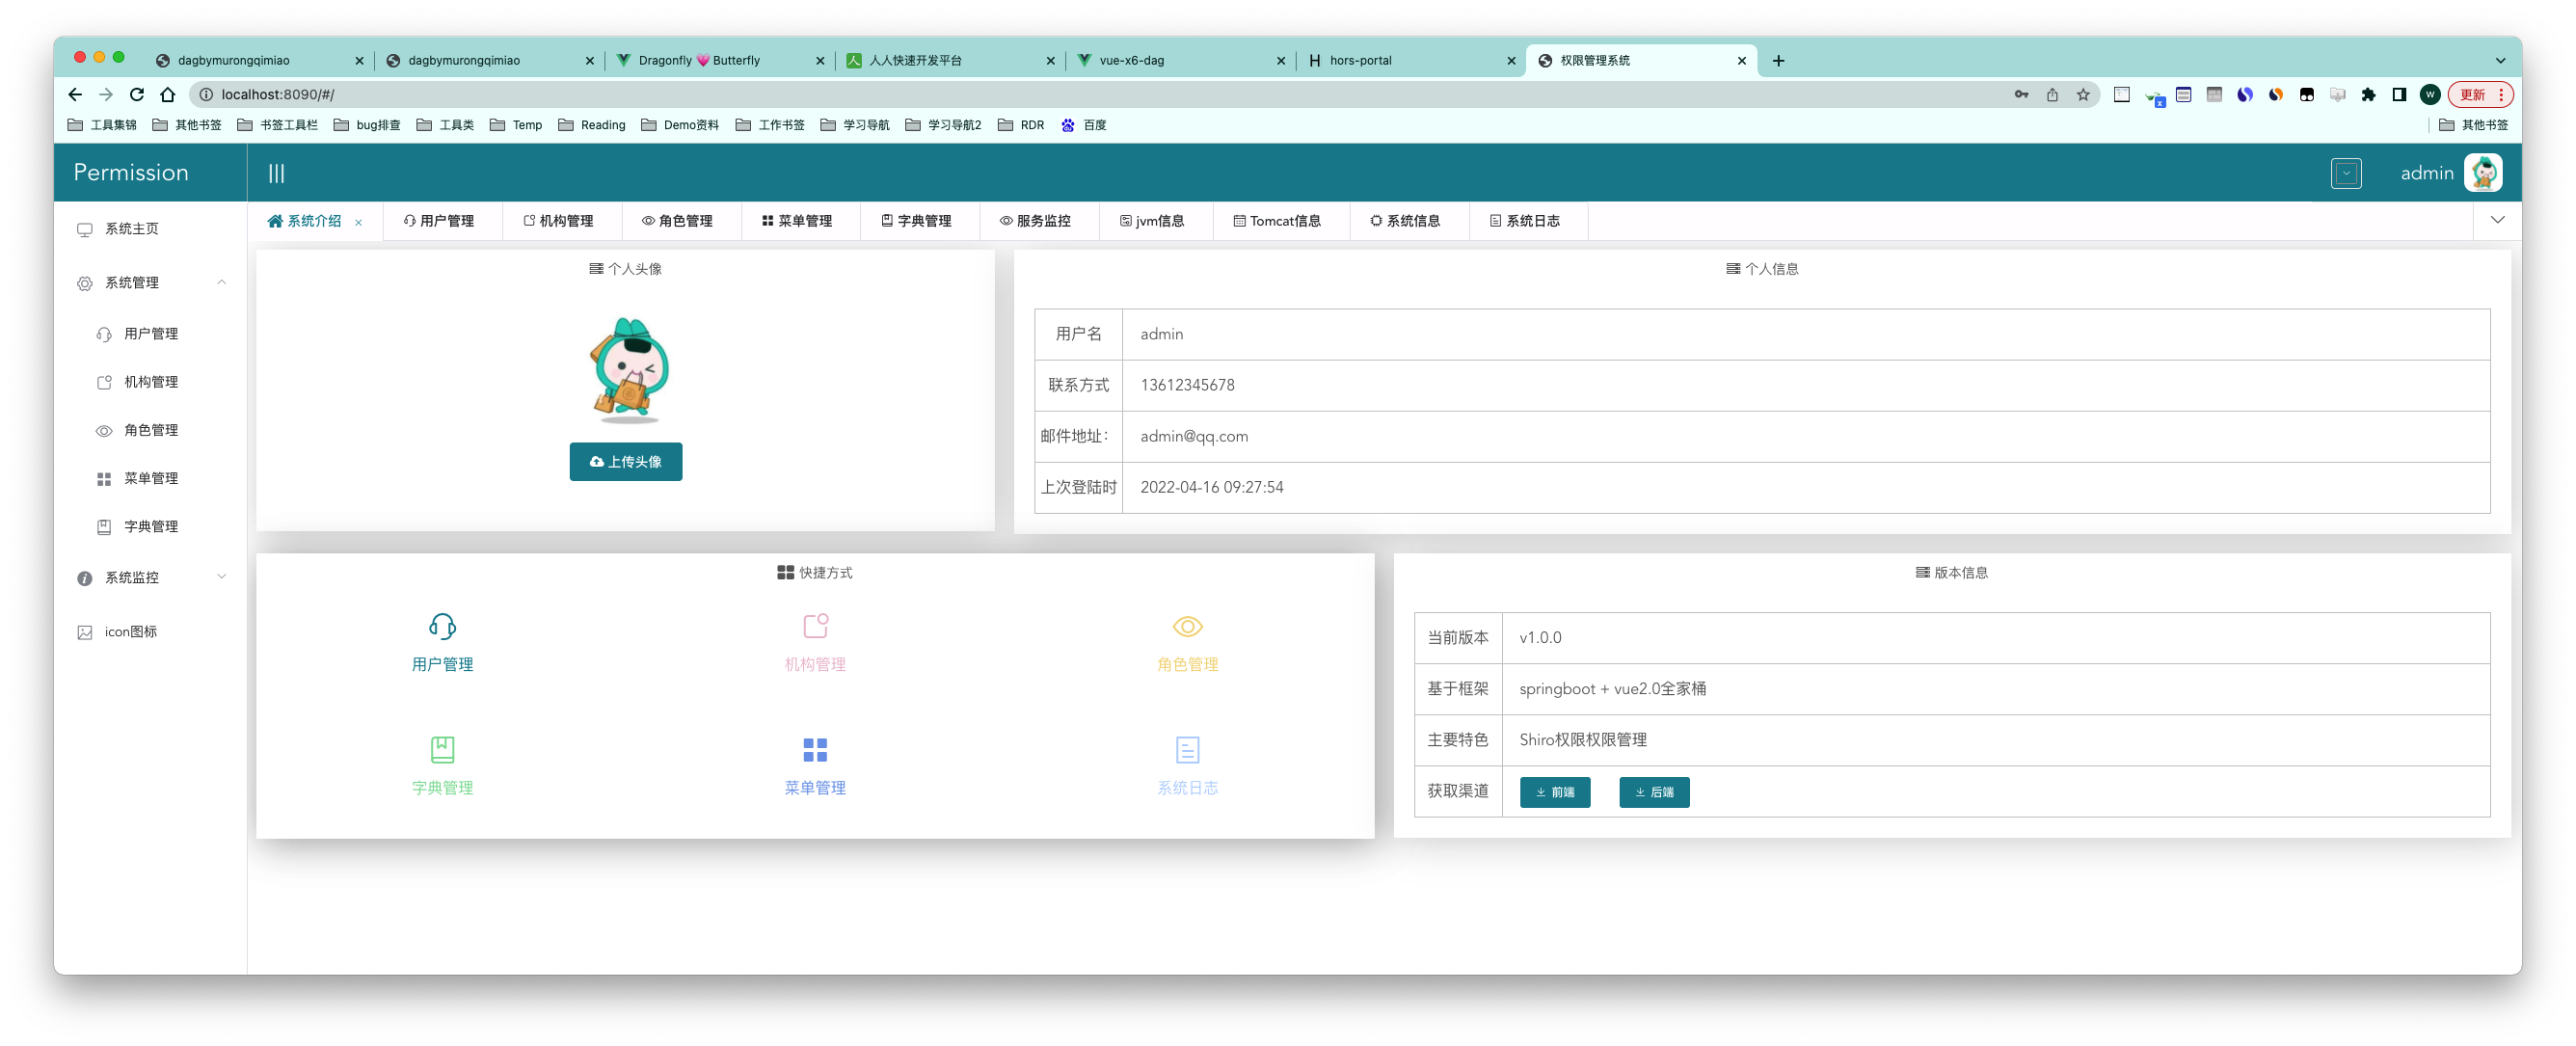 dagbymurongqimiao dagbymurongqimiao Dragonfly 💗 Butterfly 人人快速开发平台 vue-x6-dag hors-portal 权限管理系统
localhost:8090/#/ W 更新
工具集锦 其他书签 书签工具栏 bug排查 工具类 Temp Reading Demo资料 工作书签 学习导航 学习导航2 RDR 百度 其他书签
Permission admin
系统介绍 用户管理 机构管理 角色管理 菜单管理 字典管理 服务监控 jvm信息 Tomcat信息 系统信息 系统日志
系统主页
系统管理
用户管理
机构管理
角色管理
菜单管理
字典管理
系统监控
icon图标
个人头像
上传头像
个人信息
用户名 admin
联系方式 13612345678
邮件地址： admin@qq.com
上次登陆时 2022-04-16 09:27:54
快捷方式
用户管理 机构管理 角色管理
字典管理 菜单管理 系统日志
版本信息
当前版本 v1.0.0
基于框架 springboot + vue2.0全家桶
主要特色 Shiro权限权限管理
获取渠道 前端 后端